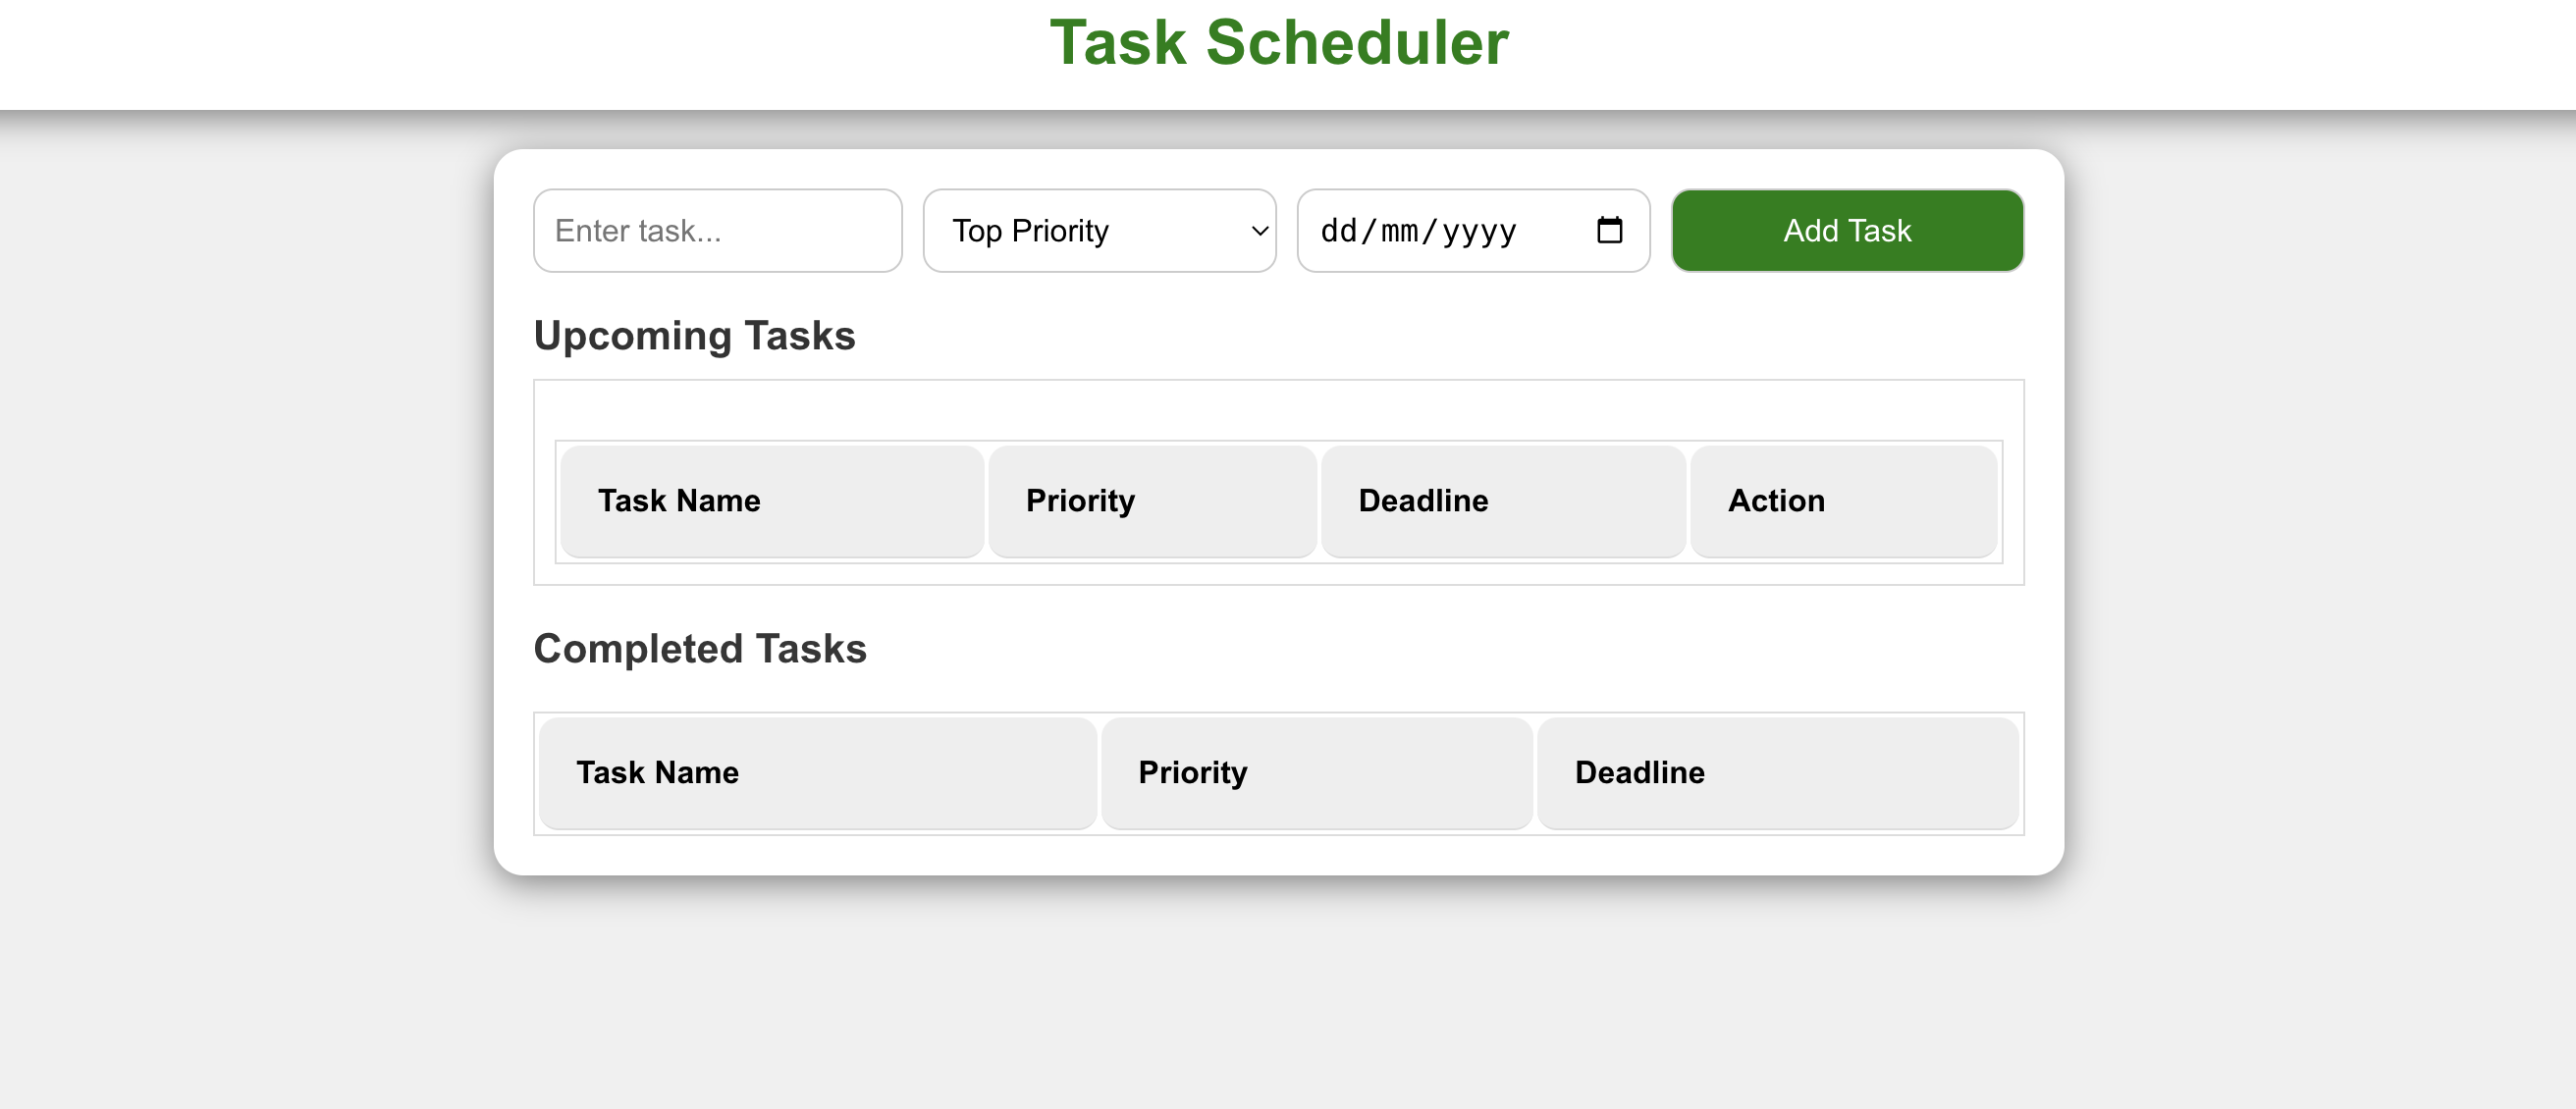 Task Scheduler
Enter task... Top Priority dd/mm/yyyy Add Task
Upcoming Tasks
Task Name Priority Deadline Action
Completed Tasks
Task Name Priority Deadline